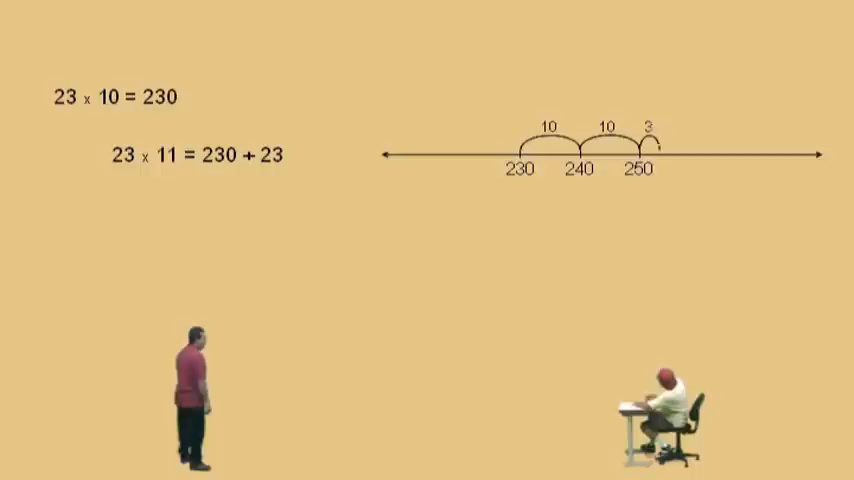 23 x 10 = 230
23 x 11 = 230 + 23
10 10 3
230 240 250